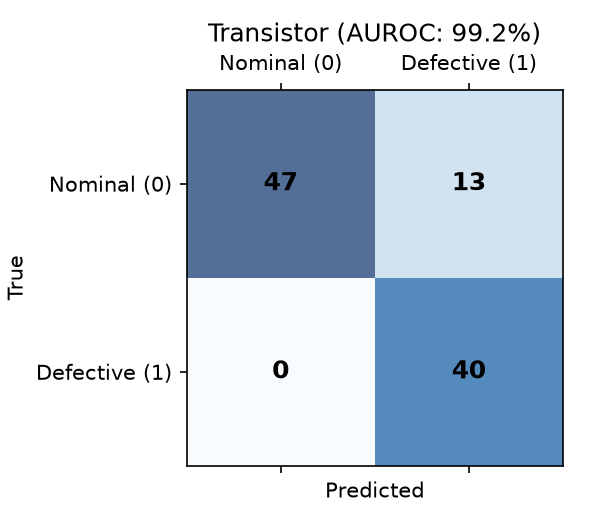 Transistor (AUROC: 99.2%)
Nominal (0) Defective (1)
Nominal (0) 47 13
True
Defective (1) 0 40
Predicted